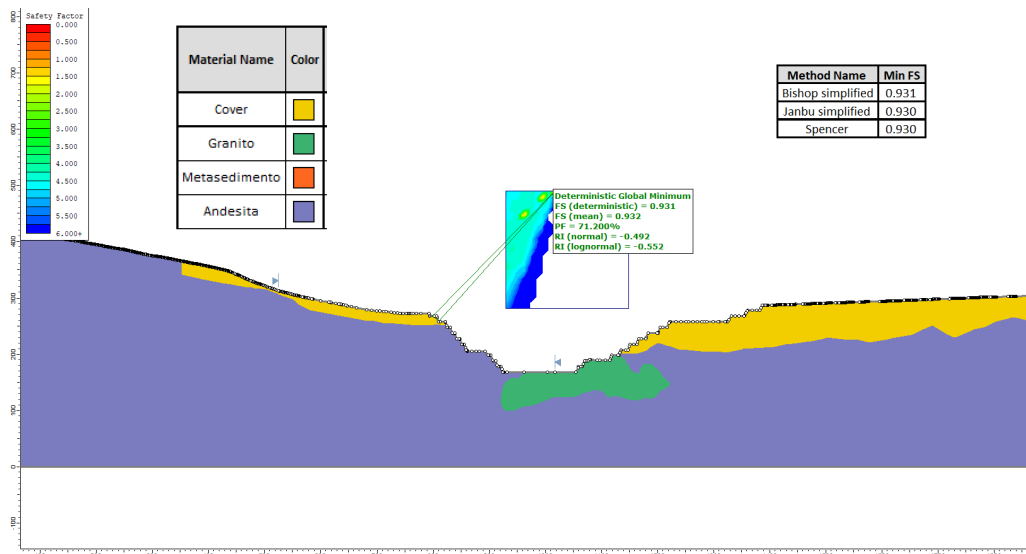 Safety Factor
0.000
0.500
1.000
1.500
2.000
2.500
3.000
3.500
4.000
4.500
5.000
5.500
6.000+
Material Name Color
Cover
Granito
Metasedimento
Andesita
Method Name Min FS
Bishop simplified 0.931
Janbu simplified 0.930
Spencer 0.930
Deterministic Global Minimum
FS (deterministic) = 0.931
FS (mean) = 0.932
PF = 71.200%
RI (normal) = -0.492
RI (lognormal) = -0.552
800
700
600
500
400
300
200
100
0
-100